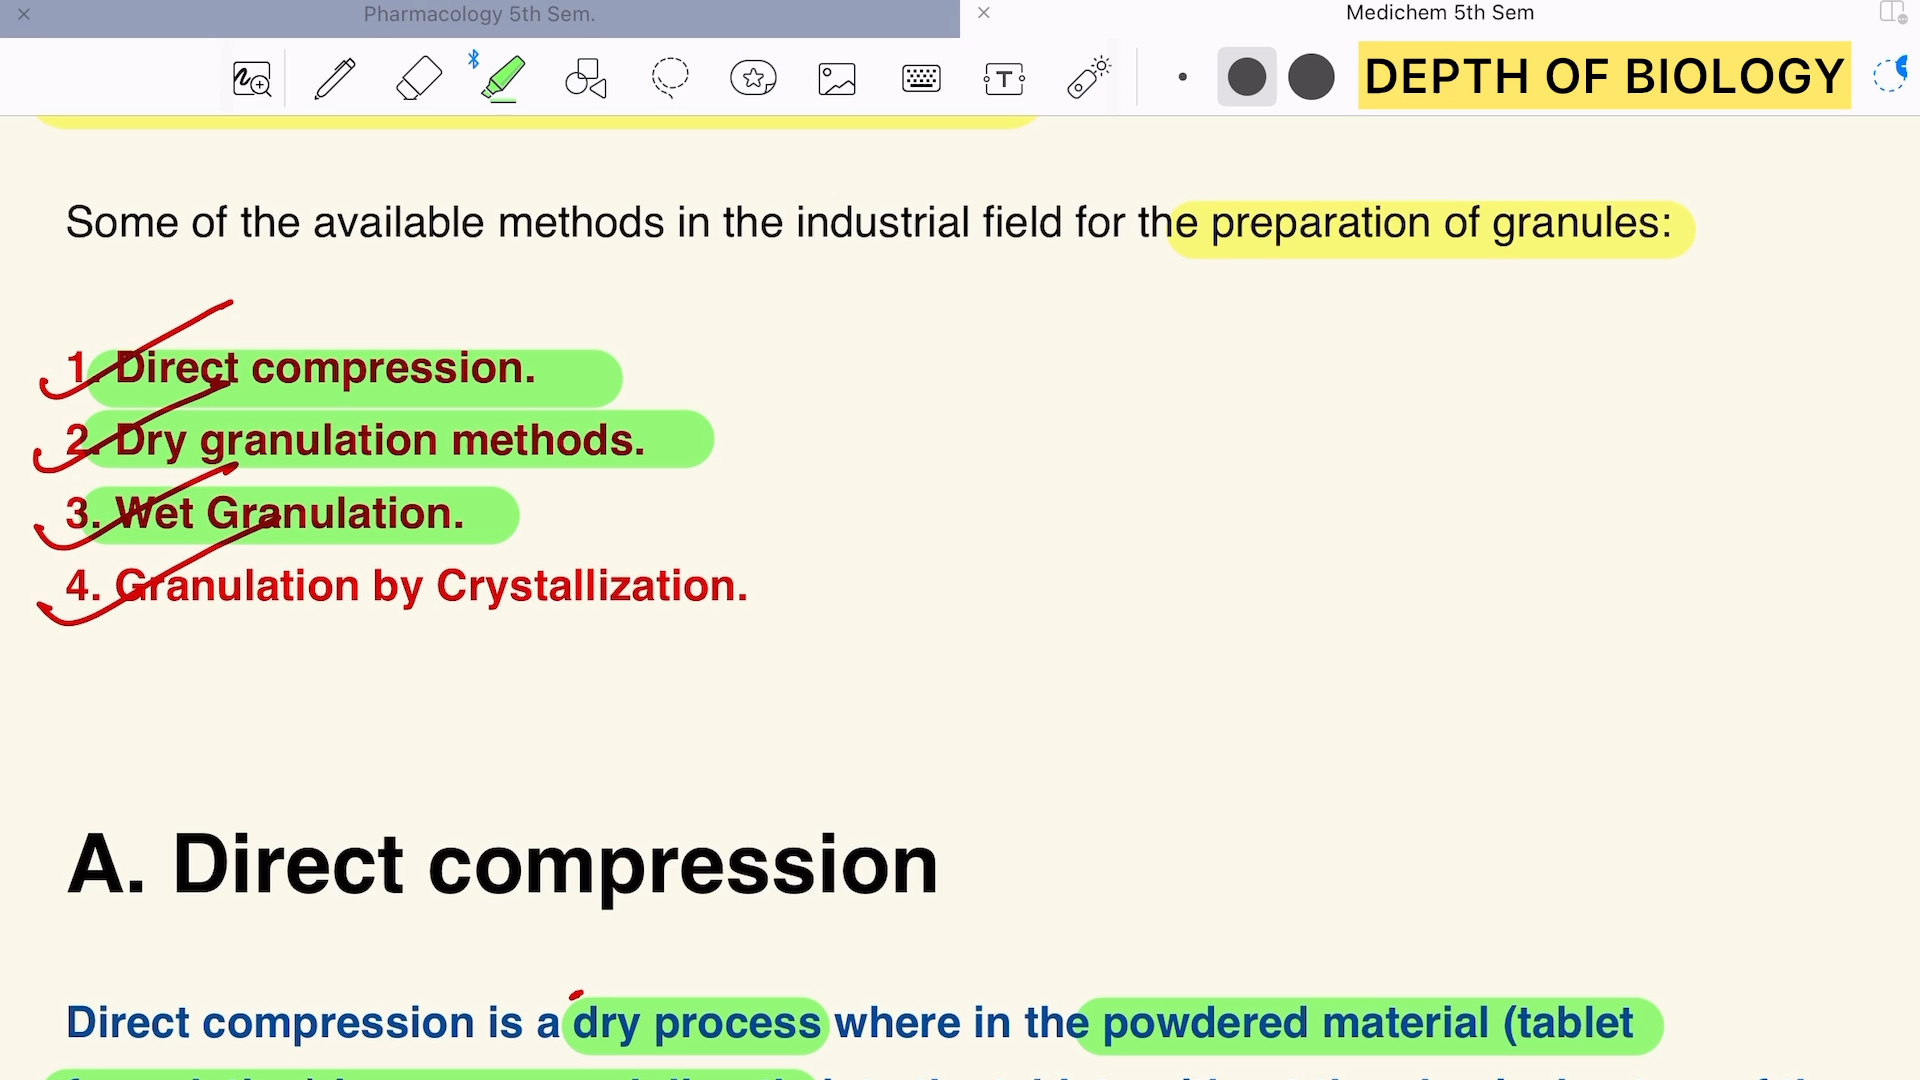 Pharmacology 5th Sem.
Medichem 5th Sem
DEPTH OF BIOLOGY
Some of the available methods in the industrial field for the preparation of granules:
1. Direct compression.
2. Dry granulation methods.
3. Wet Granulation.
4. Granulation by Crystallization.
A. Direct compression
Direct compression is a dry process where in the powdered material (tablet